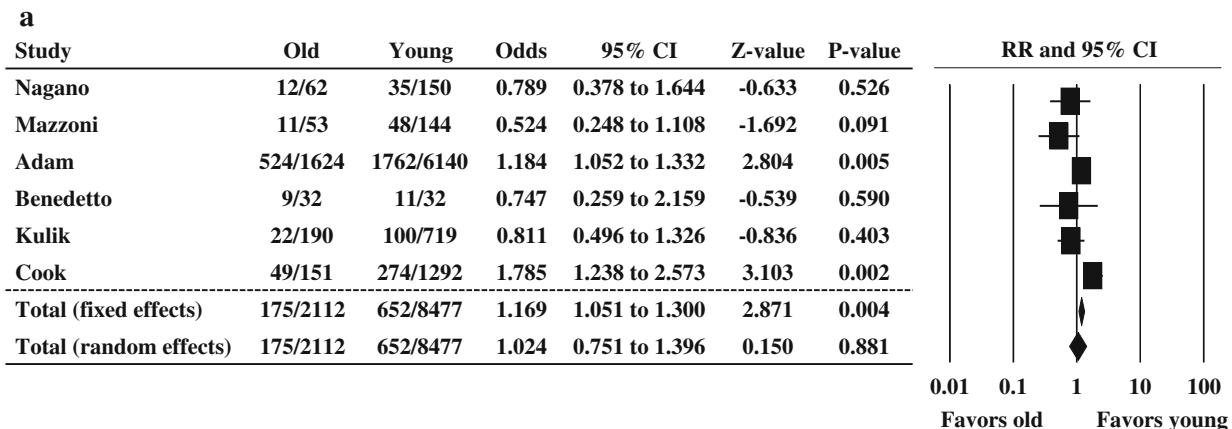 a
Study Old Young Odds 95% CI Z-value P-value RR and 95% CI
Nagano 12/62 35/150 0.789 0.378 to 1.644 -0.633 0.526
Mazzoni 11/53 48/144 0.524 0.248 to 1.108 -1.692 0.091
Adam 524/1624 1762/6140 1.184 1.052 to 1.332 2.804 0.005
Benedetto 9/32 11/32 0.747 0.259 to 2.159 -0.539 0.590
Kulik 22/190 100/719 0.811 0.496 to 1.326 -0.836 0.403
Cook 49/151 274/1292 1.785 1.238 to 2.573 3.103 0.002
Total (fixed effects) 175/2112 652/8477 1.169 1.051 to 1.300 2.871 0.004
Total (random effects) 175/2112 652/8477 1.024 0.751 to 1.396 0.150 0.881
0.01 0.1 1 10 100
Favors old Favors young